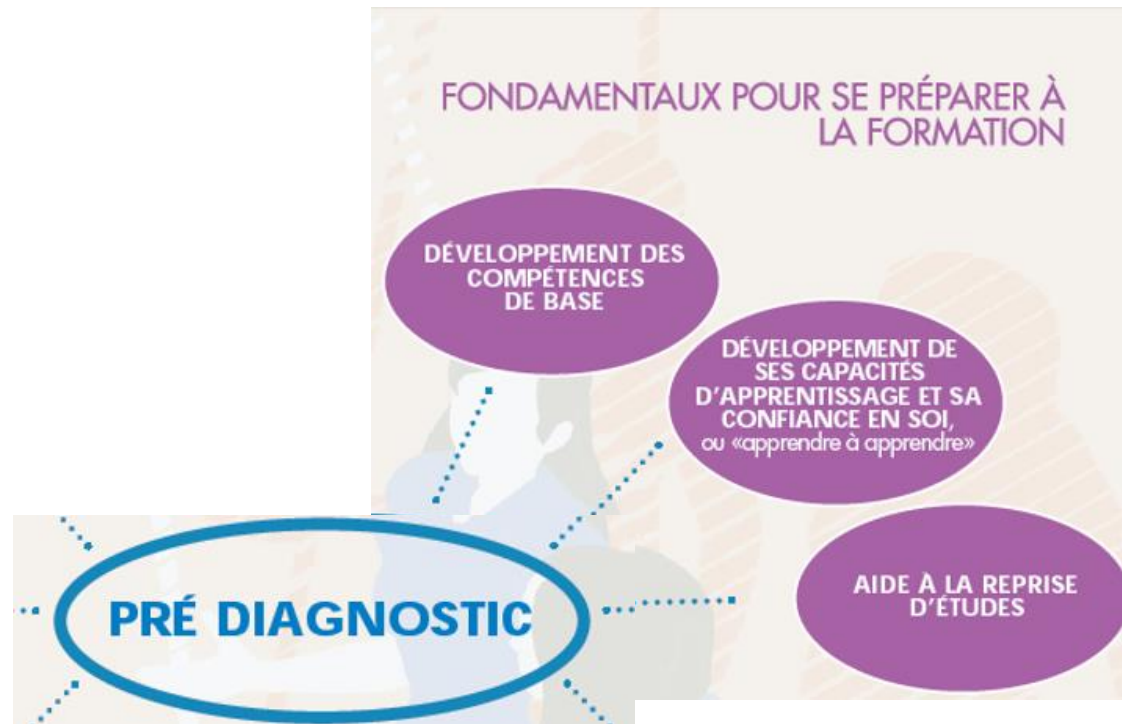 FONDAMENTAUX POUR SE PRÉPARER À
LA FORMATION
DÉVELOPPEMENT DES
COMPÉTENCES
DE BASE
DÉVELOPPEMENT DE
SES CAPACITÉS
D'APPRENTISSAGE ET SA
CONFIANCE EN SOI,
ou «apprendre à apprendre»
PRÉ DIAGNOSTIC
AIDE À LA REPRISE
D'ÉTUDES